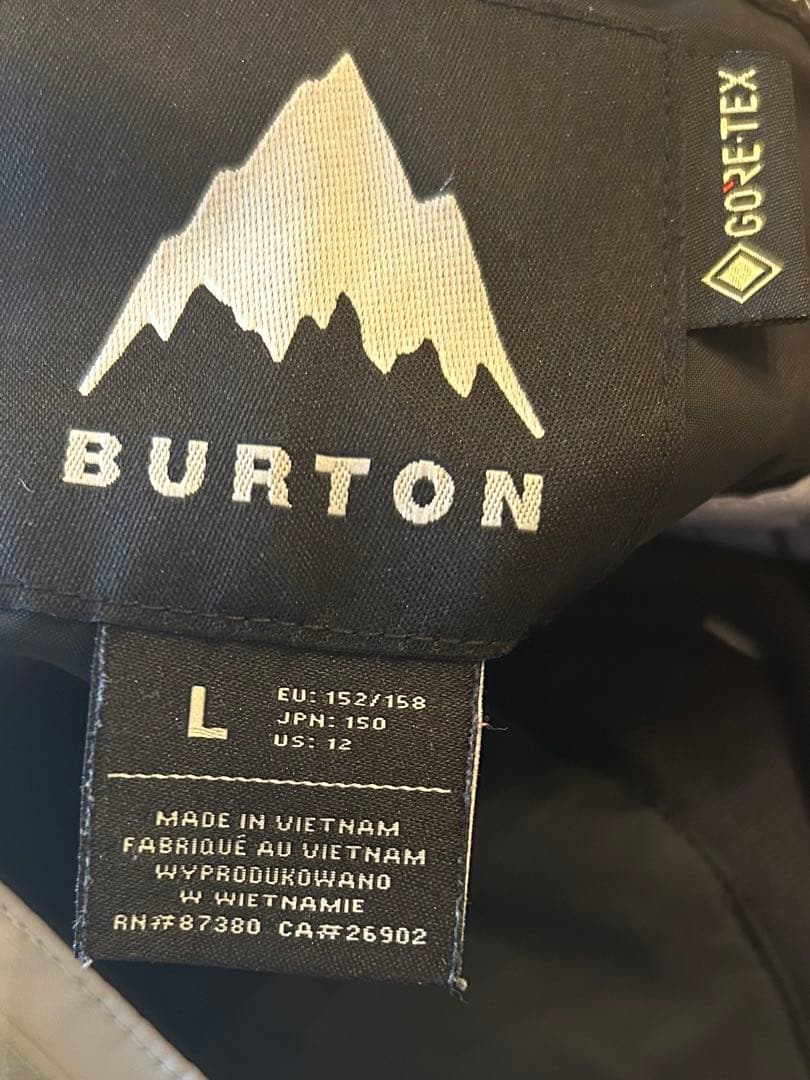 BURTON
GORE-TEX
L
EU: 152/158
JPN: 150
US: 12
MADE IN VIETNAM
FABRIQUÉ AU VIETNAM
WYPRODUKOWANO
W WIETNAMIE
RN#87380 CA#26902